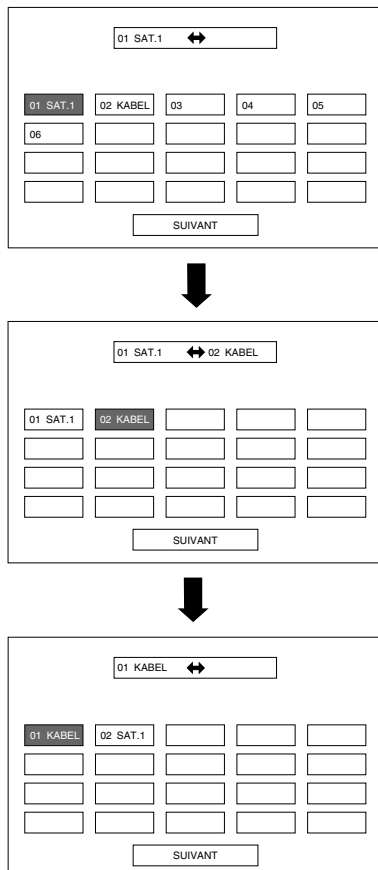 01 SAT.1 ⬌
01 SAT.1 02 KABEL 03 04 05
06
SUIVANT
01 SAT.1 ⬌ 02 KABEL
01 SAT.1 02 KABEL
SUIVANT
01 KABEL ⬌
01 KABEL 02 SAT.1
SUIVANT